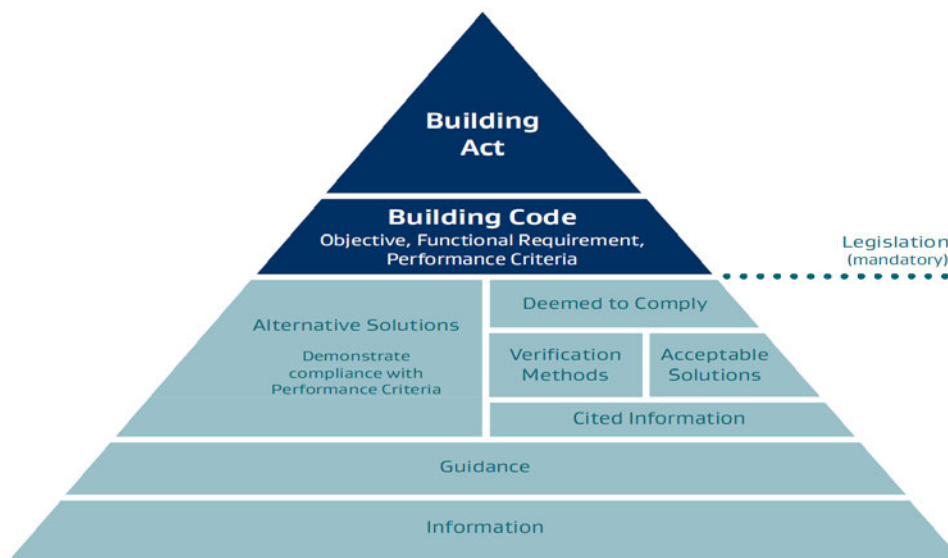 Building
Act
Building Code
Objective, Functional Requirement,
Performance Criteria
Legislation
(mandatory)
Alternative Solutions
Demonstrate
compliance with
Performance Criteria
Deemed to Comply
Verification
Methods
Acceptable
Solutions
Cited Information
Guidance
Information